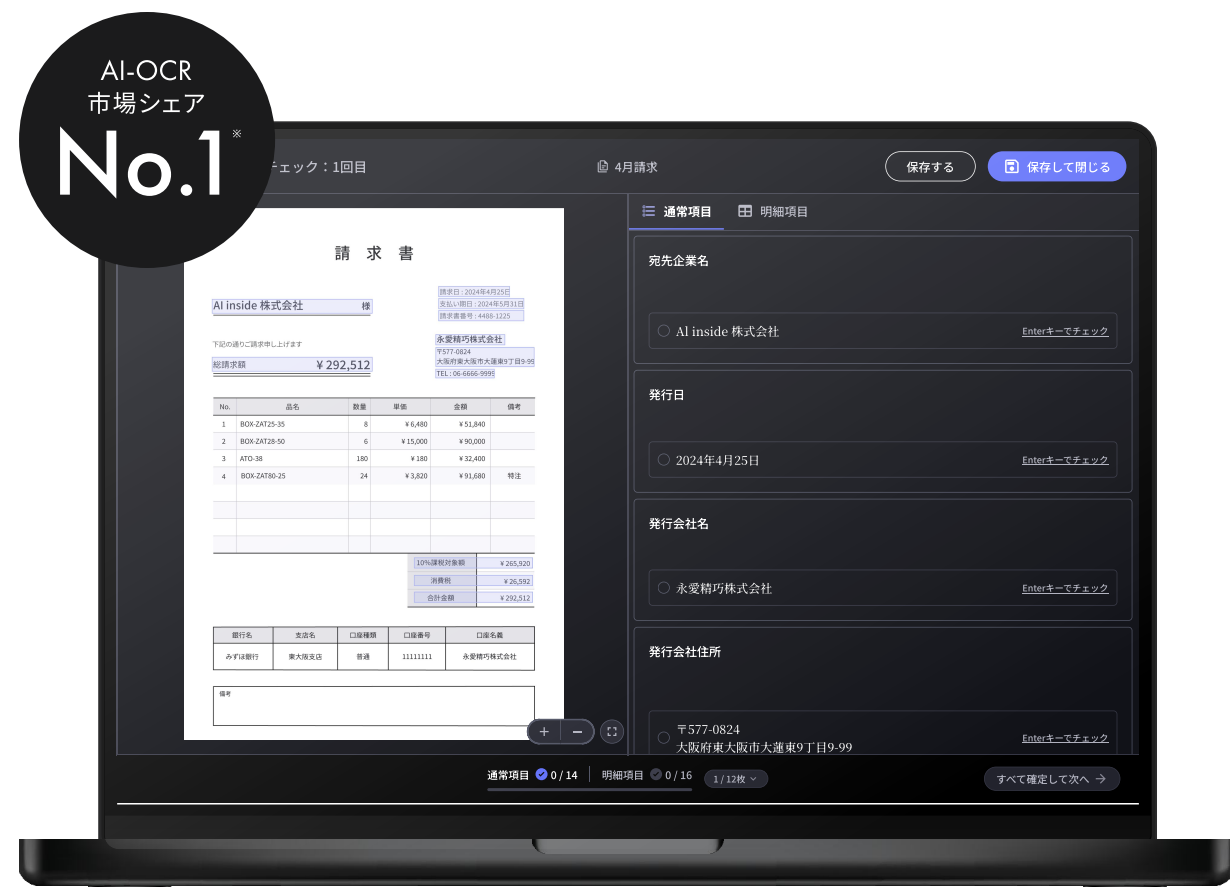 AI-OCR
市場シェア
No.1※
チェック：1回目
4月請求
保存する
保存して閉じる
請 求 書
AI inside 株式会社 様
請求日 : 2024年4月25日
支払い期日 : 2024年5月31日
請求書番号 : 4488-1225
永愛精巧株式会社
〒577-0824
大阪府東大阪市大蓮東9丁目9-99
TEL : 06-6666-9999
下記の通りご請求申し上げます
総請求額 ¥ 292,512
No. 品名 数量 単価 金額 備考
1 BOX-ZAT25-35 8 ¥ 6,480 ¥ 51,840
2 BOX-ZAT28-50 6 ¥ 15,000 ¥ 90,000
3 ATO-38 180 ¥ 180 ¥ 32,400
4 BOX-ZAT80-25 24 ¥ 3,820 ¥ 91,680 特注
10%課税対象額 ¥ 265,920
消費税 ¥ 26,592
合計金額 ¥ 292,512
銀行名 支店名 口座種類 口座番号 口座名義
みずほ銀行 東大阪支店 普通 11111111 永愛精巧株式会社
備考
通常項目 明細項目
宛先企業名
AI inside 株式会社 Enterキーでチェック
発行日
2024年4月25日 Enterキーでチェック
発行会社名
永愛精巧株式会社 Enterキーでチェック
発行会社住所
〒577-0824
大阪府東大阪市大蓮東9丁目9-99 Enterキーでチェック
通常項目 0 / 14 明細項目 0 / 16 1 / 12枚
すべて確定して次へ